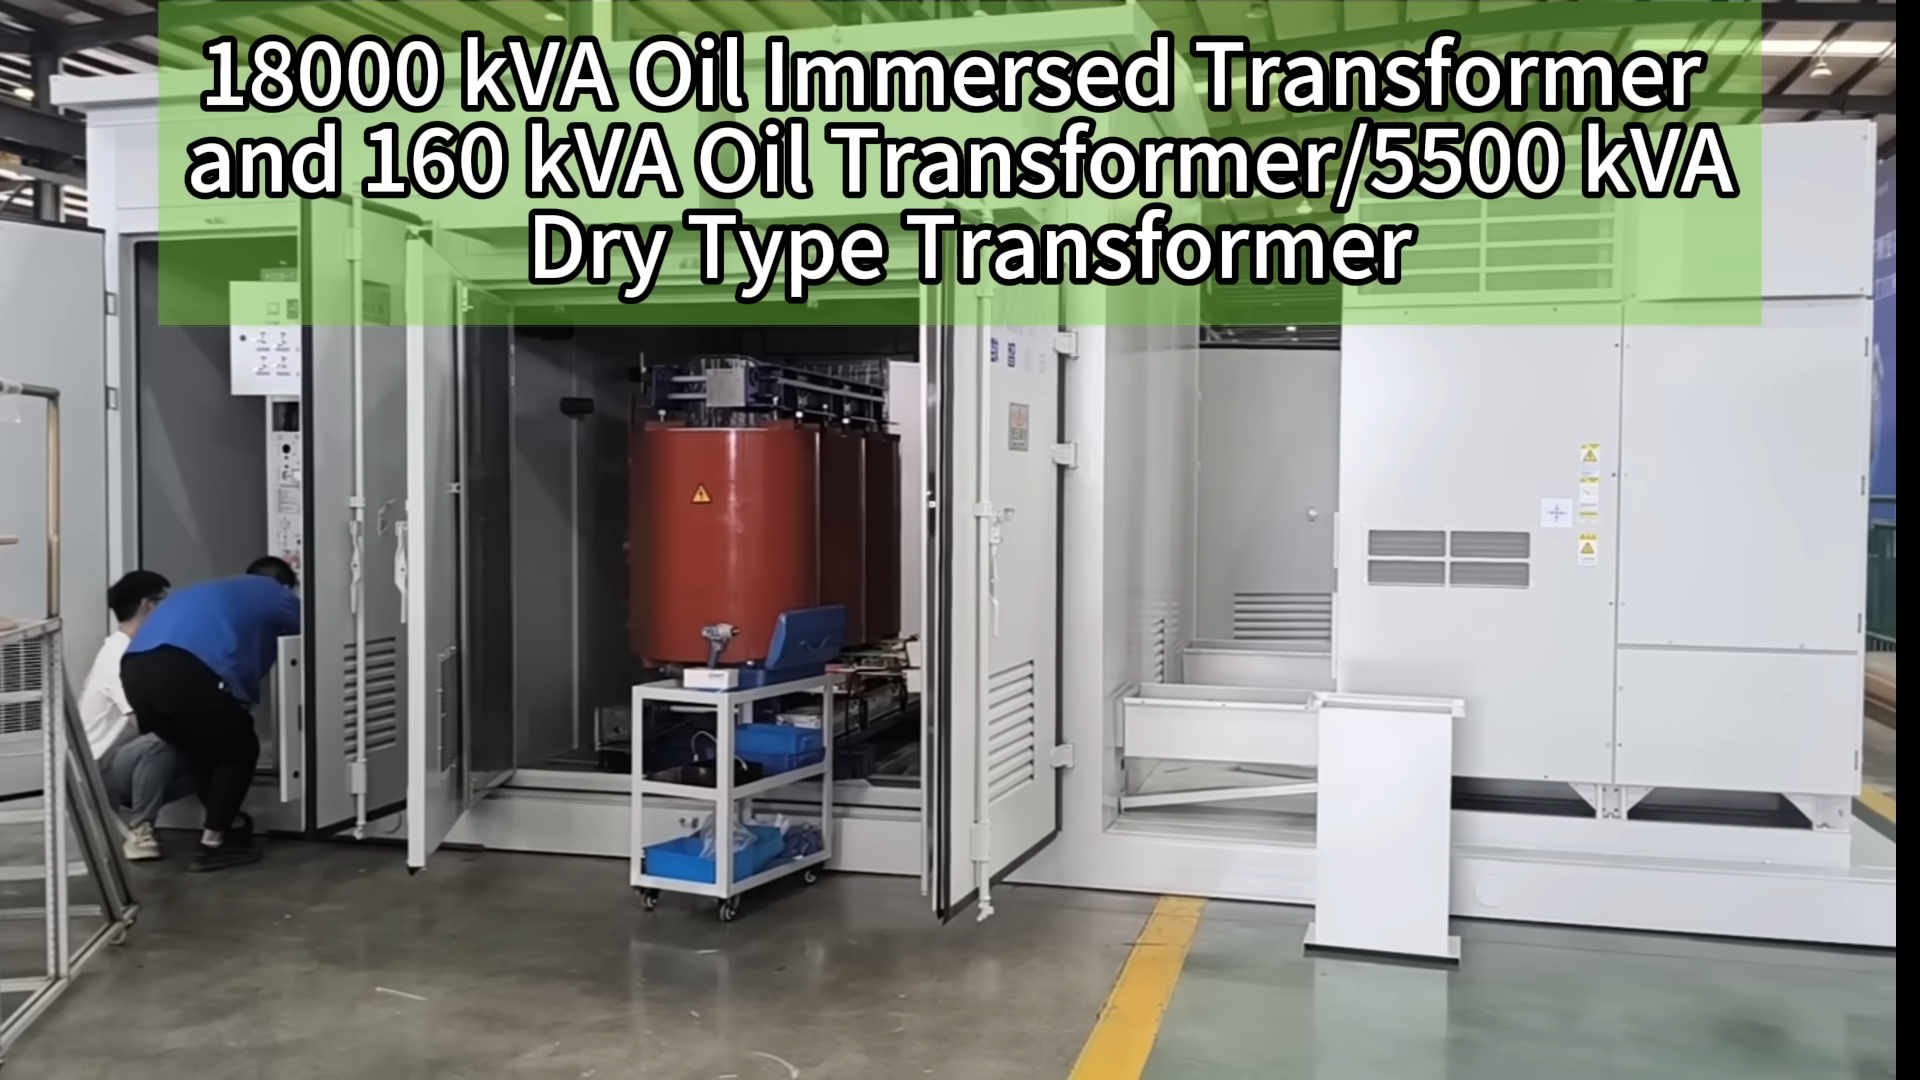 18000 kVA Oil Immersed Transformer
and 160 kVA Oil Transformer/5500 kVA
Dry Type Transformer